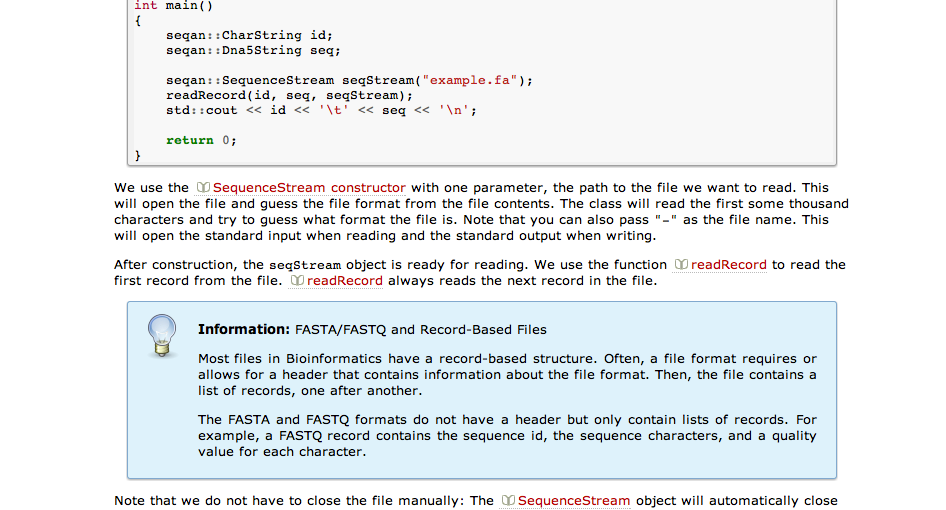 int main()
{
    seqan::CharString id;
    seqan::Dna5String seq;

    seqan::SequenceStream seqStream("example.fa");
    readRecord(id, seq, seqStream);
    std::cout << id << '\t' << seq << '\n';

    return 0;
}
We use the SequenceStream constructor with one parameter, the path to the file we want to read. This
will open the file and guess the file format from the file contents. The class will read the first some thousand
characters and try to guess what format the file is. Note that you can also pass "-" as the file name. This
will open the standard input when reading and the standard output when writing.
After construction, the seqStream object is ready for reading. We use the function readRecord to read the
first record from the file. readRecord always reads the next record in the file.
Information: FASTA/FASTQ and Record-Based Files
Most files in Bioinformatics have a record-based structure. Often, a file format requires or
allows for a header that contains information about the file format. Then, the file contains a
list of records, one after another.
The FASTA and FASTQ formats do not have a header but only contain lists of records. For
example, a FASTQ record contains the sequence id, the sequence characters, and a quality
value for each character.
Note that we do not have to close the file manually: The SequenceStream object will automatically close